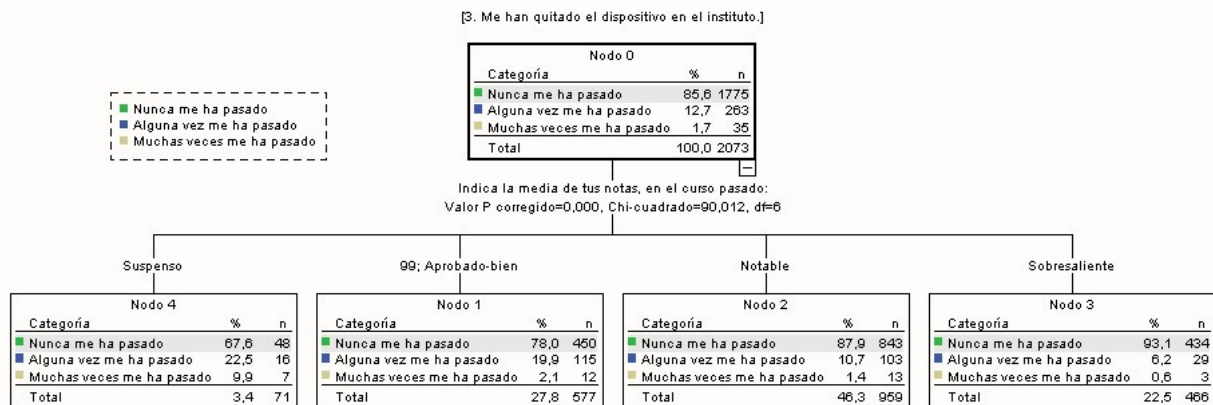 [3. Me han quitado el dispositivo en el instituto.]
Nunca me ha pasado
Alguna vez me ha pasado
Muchas veces me ha pasado
Nodo 0
Categoría % n
Nunca me ha pasado 85,6 1775
Alguna vez me ha pasado 12,7 263
Muchas veces me ha pasado 1,7 35
Total 100,0 2073
Indica la media de tus notas, en el curso pasado:
Valor P corregido=0,000, Chi-cuadrado=90,012, df=6
Suspenso
Nodo 4
Categoría % n
Nunca me ha pasado 67,6 48
Alguna vez me ha pasado 22,5 16
Muchas veces me ha pasado 9,9 7
Total 3,4 71
99; Aprobado-bien
Nodo 1
Categoría % n
Nunca me ha pasado 78,0 450
Alguna vez me ha pasado 19,9 115
Muchas veces me ha pasado 2,1 12
Total 27,8 577
Notable
Nodo 2
Categoría % n
Nunca me ha pasado 87,9 843
Alguna vez me ha pasado 10,7 103
Muchas veces me ha pasado 1,4 13
Total 46,3 959
Sobresaliente
Nodo 3
Categoría % n
Nunca me ha pasado 93,1 434
Alguna vez me ha pasado 6,2 29
Muchas veces me ha pasado 0,6 3
Total 22,5 466